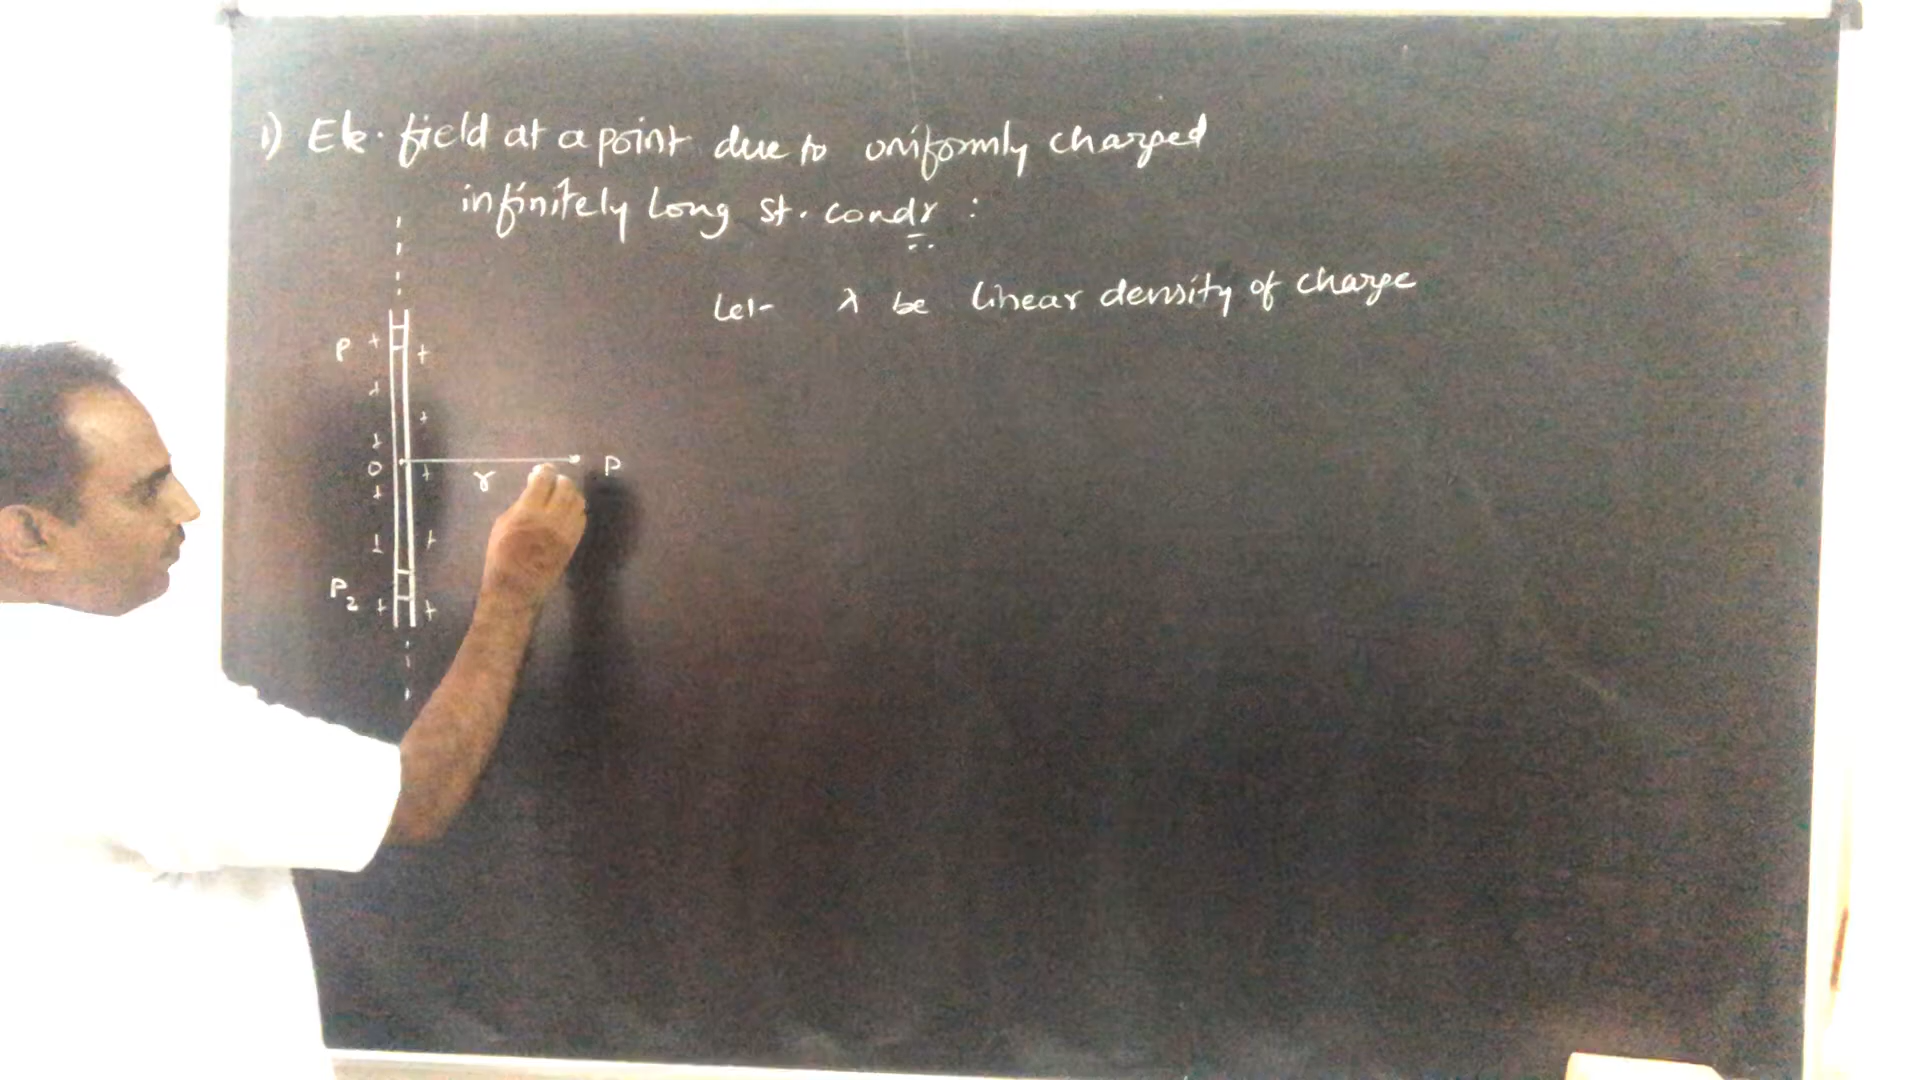 1) Ele. field at a point due to uniformly charged
infinitely long st. condr :
Let λ be linear density of charge
P + +
+ +
+
O + r P
+
+ +
P2 + +